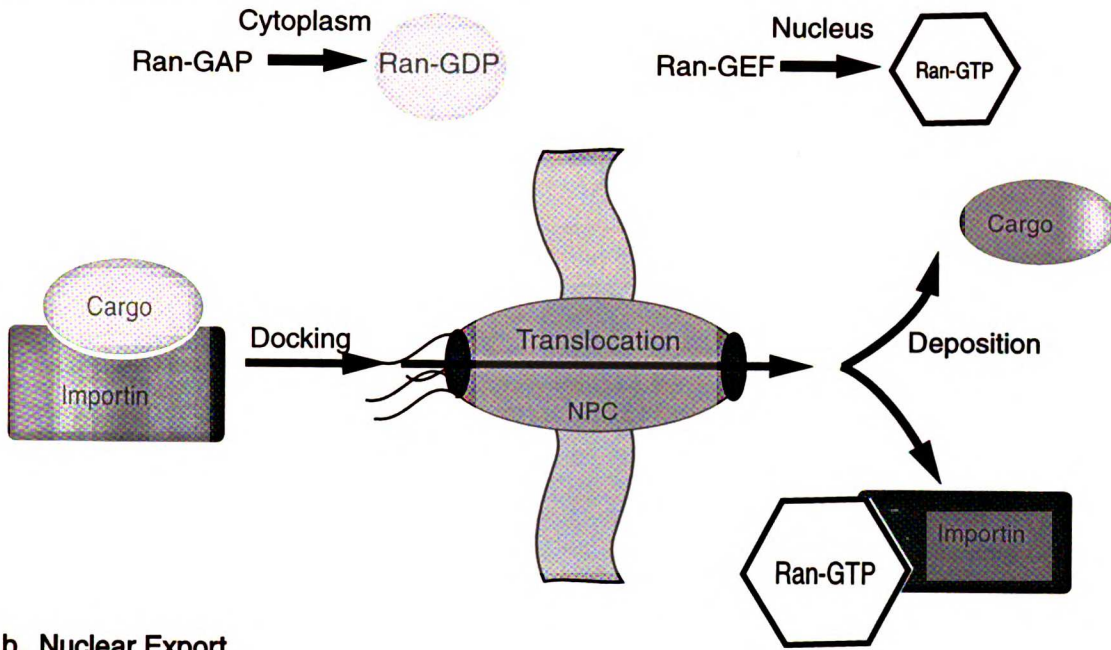 Cytoplasm
Ran-GAP
Ran-GDP
Nucleus
Ran-GEF
Ran-GTP
Cargo
Cargo
Importin
Docking
Translocation
NPC
Deposition
Importin
Ran-GTP
b. Nuclear Export